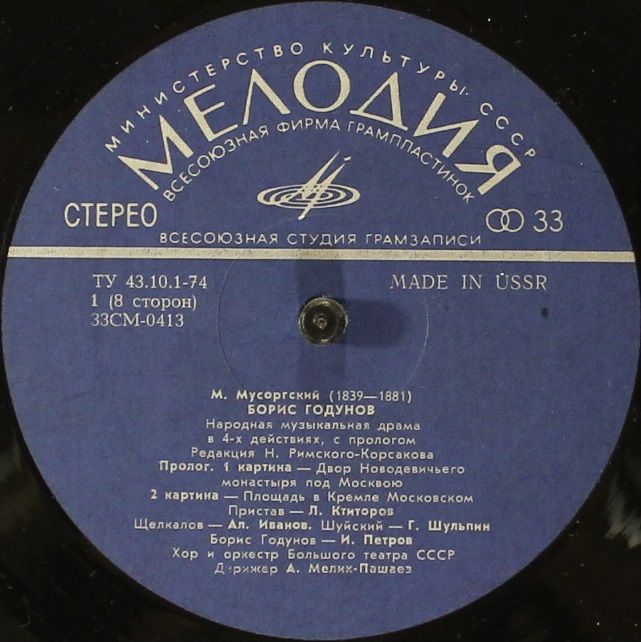 МИНИСТЕРСТВО КУЛЬТУРЫ СССР
МЕЛОДИЯ
ВСЕСОЮЗНАЯ ФИРМА ГРАМПЛАСТИНОК
СТЕРЕО
33
ВСЕСОЮЗНАЯ СТУДИЯ ГРАМЗАПИСИ
ТУ 43.10.1-74
MADE IN USSR
1 (8 сторон)
33СМ-0413
М. Мусоргский (1839—1881)
БОРИС ГОДУНОВ
Народная музыкальная драма
в 4-х действиях, с прологом
Редакция Н. Римского-Корсакова
Пролог. 1 картина — Двор Новодевичьего
монастыря под Москвою
2 картина — Площадь в Кремле Московском
Пристав — Л. Ктиторов
Щелкалов — Ал. Иванов. Шуйский — Г. Шульпин
Борис Годунов — И. Петров
Хор и оркестр Большого театра СССР
Дирижер А. Мелик-Пашаев